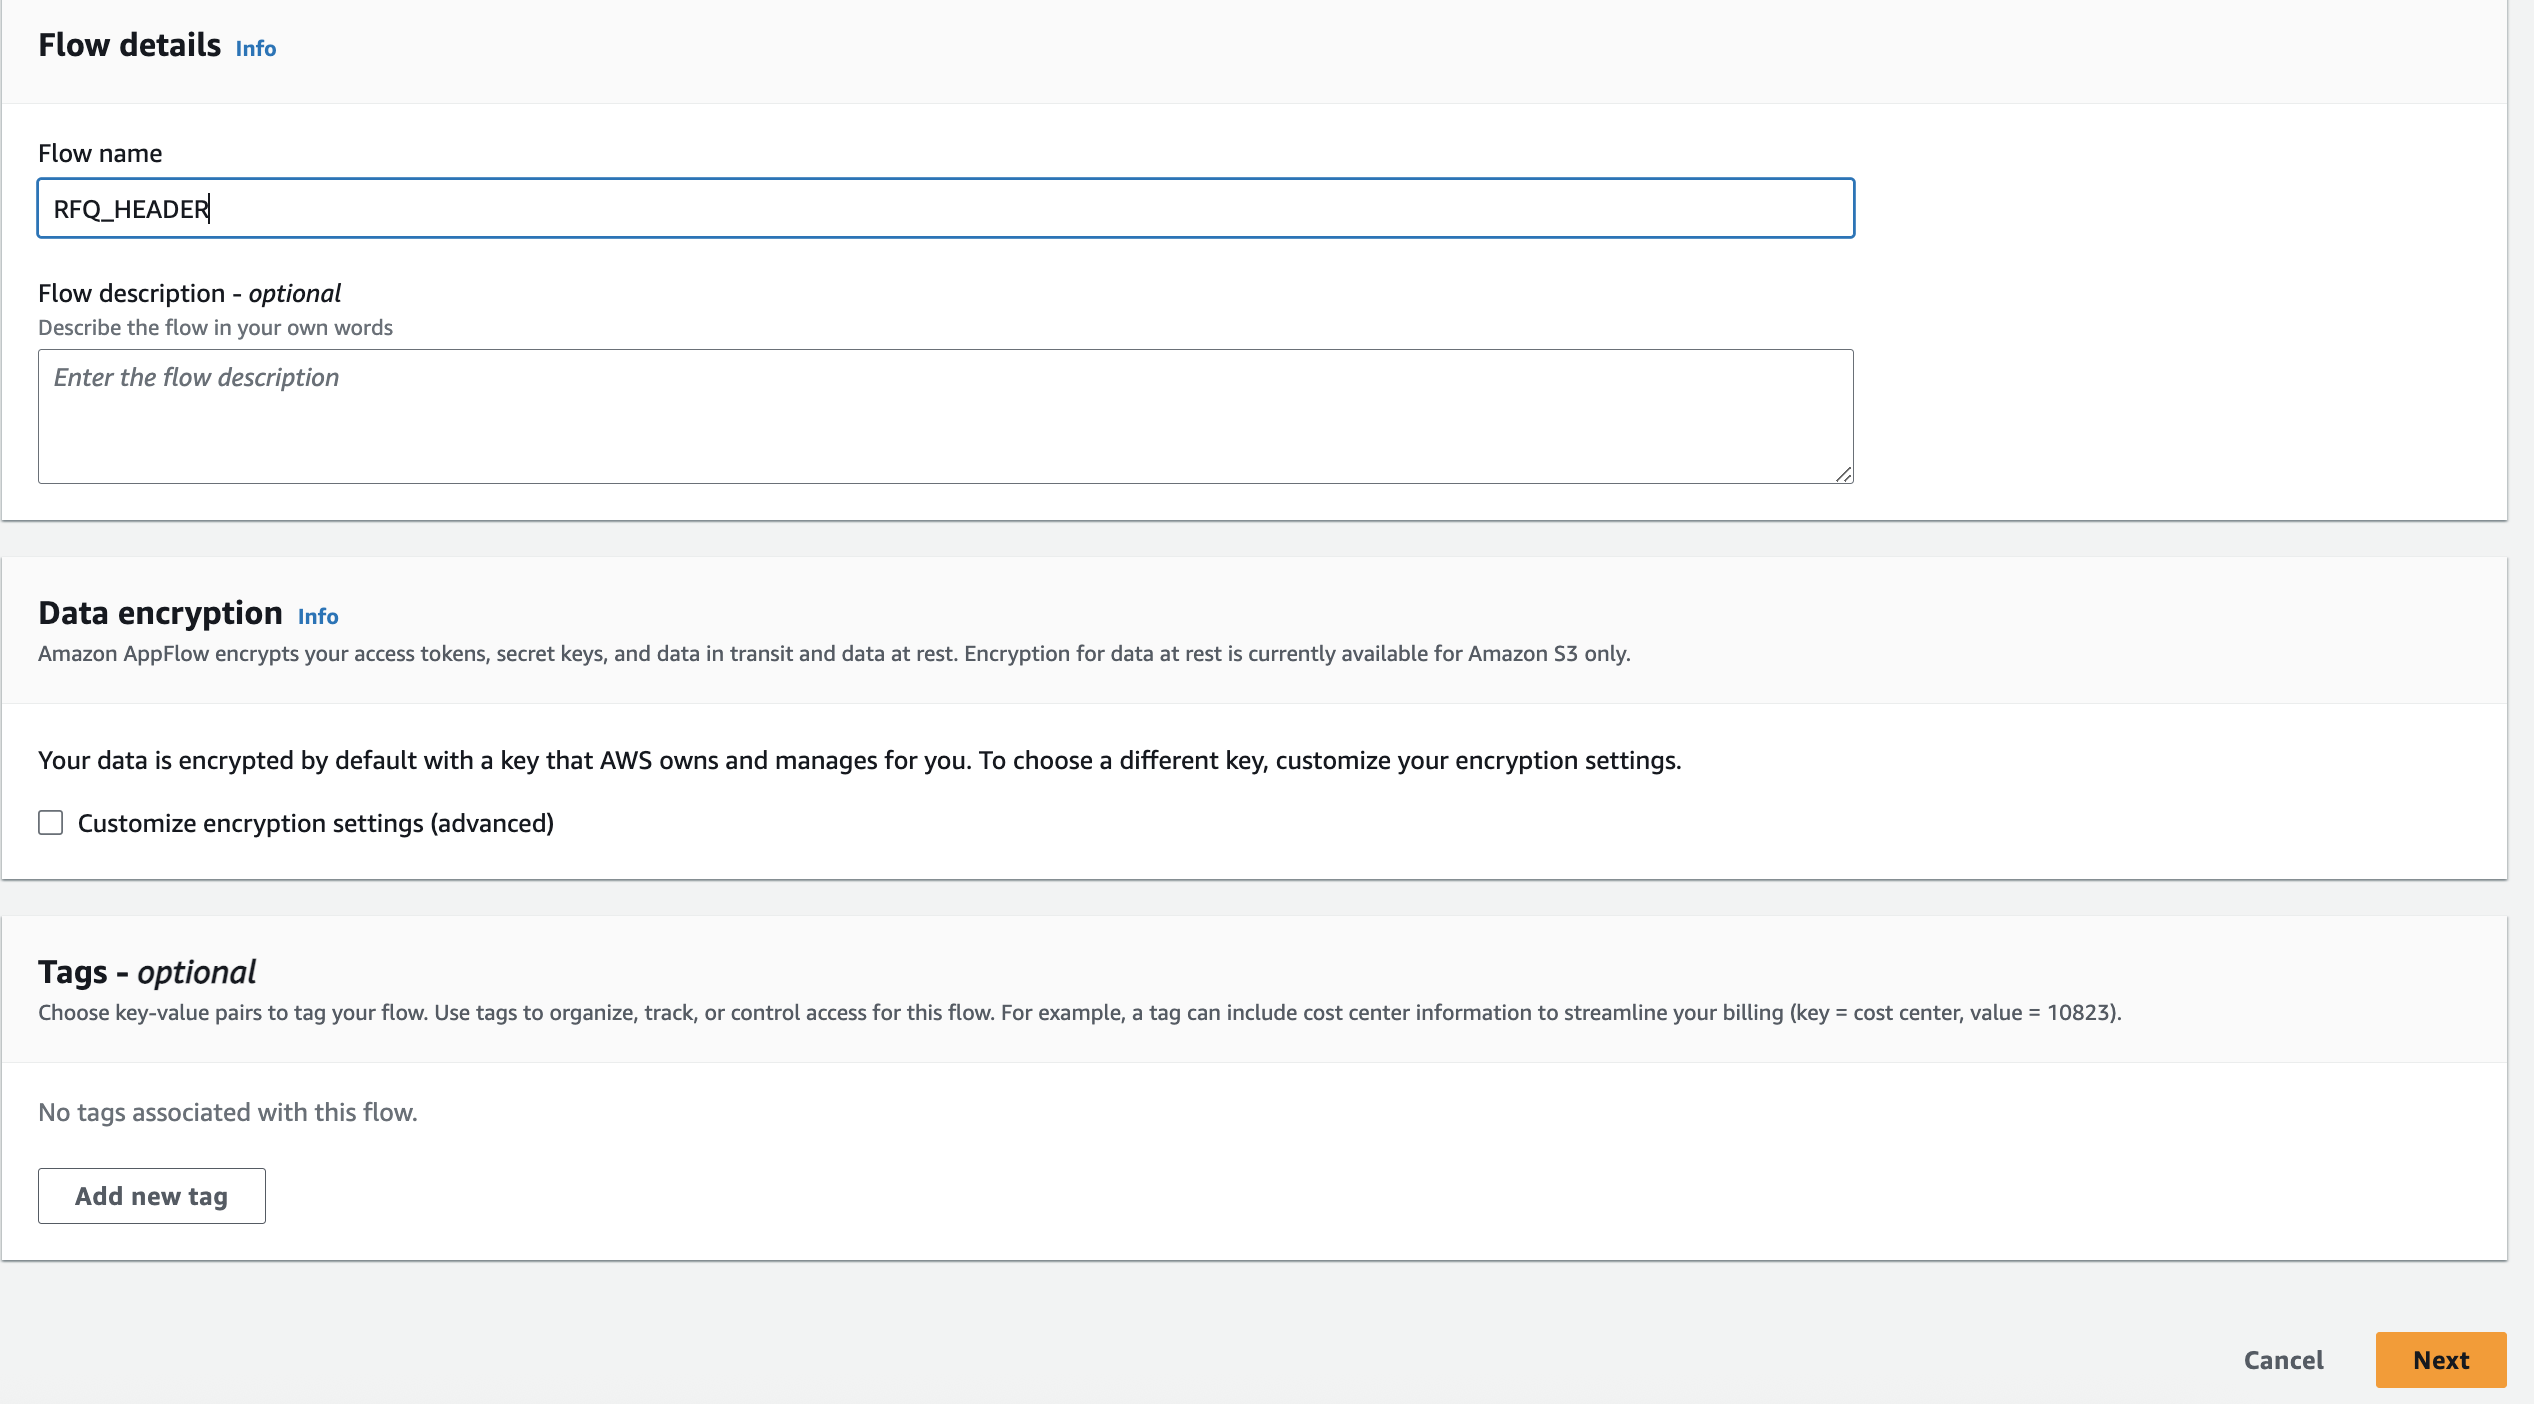 Flow details Info
Flow name
RFQ_HEADER
Flow description - optional
Describe the flow in your own words
Enter the flow description
Data encryption Info
Amazon AppFlow encrypts your access tokens, secret keys, and data in transit and data at rest. Encryption for data at rest is currently available for Amazon S3 only.
Your data is encrypted by default with a key that AWS owns and manages for you. To choose a different key, customize your encryption settings.
Customize encryption settings (advanced)
Tags - optional
Choose key-value pairs to tag your flow. Use tags to organize, track, or control access for this flow. For example, a tag can include cost center information to streamline your billing (key = cost center, value = 10823).
No tags associated with this flow.
Add new tag
Cancel
Next